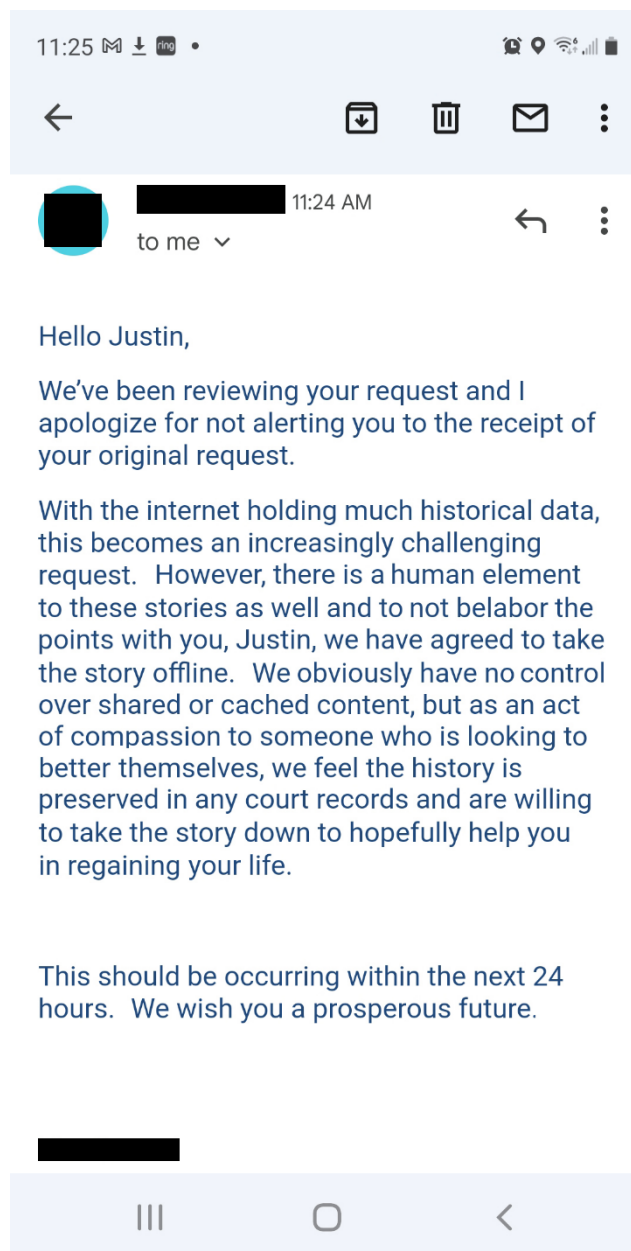 11:25 M ring
11:24 AM
to me
Hello Justin,
We've been reviewing your request and I
apologize for not alerting you to the receipt of
your original request.
With the internet holding much historical data,
this becomes an increasingly challenging
request. However, there is a human element
to these stories as well and to not belabor the
points with you, Justin, we have agreed to take
the story offline. We obviously have no control
over shared or cached content, but as an act
of compassion to someone who is looking to
better themselves, we feel the history is
preserved in any court records and are willing
to take the story down to hopefully help you
in regaining your life.
This should be occurring within the next 24
hours. We wish you a prosperous future.